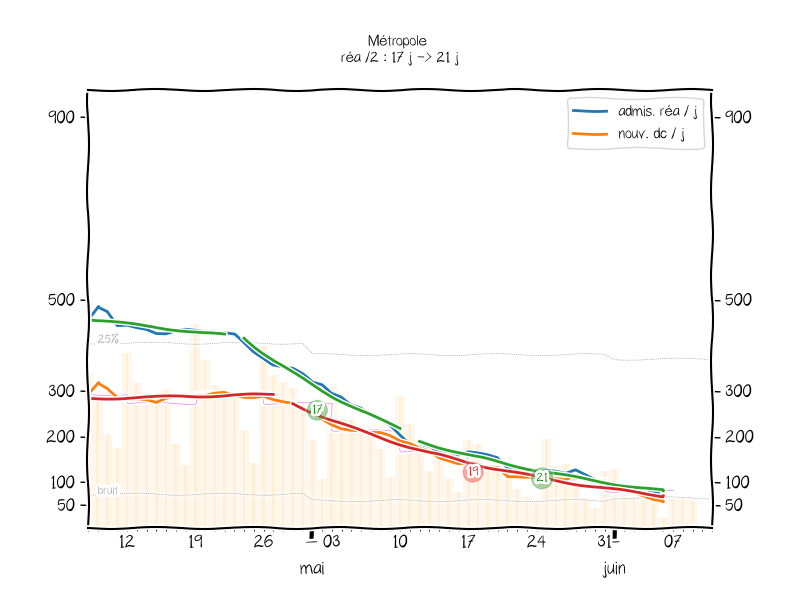 Métropole
réa /2 : 17 j -> 21 j
admis. réa / j
nouv. dc / j
900 900
500 500
25%
300 300
17
200 200
19
21
100 100
bruit
50 50
12 19 26 03 10 17 24 31 07
mai juin